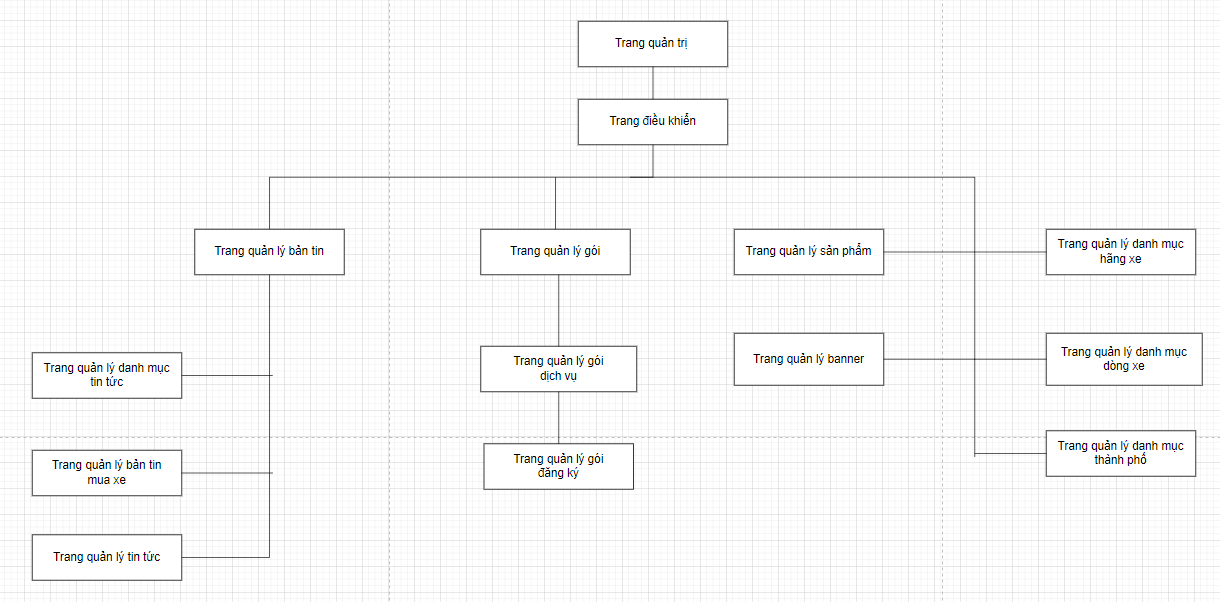 Trang quản trị
Trang điều khiển
Trang quản lý bản tin
Trang quản lý gói
Trang quản lý sản phẩm
Trang quản lý danh mục
hãng xe
Trang quản lý danh mục
tin tức
Trang quản lý gói
dịch vụ
Trang quản lý banner
Trang quản lý danh mục
dòng xe
Trang quản lý bản tin
mua xe
Trang quản lý gói
đăng ký
Trang quản lý danh mục
thành phố
Trang quản lý tin tức